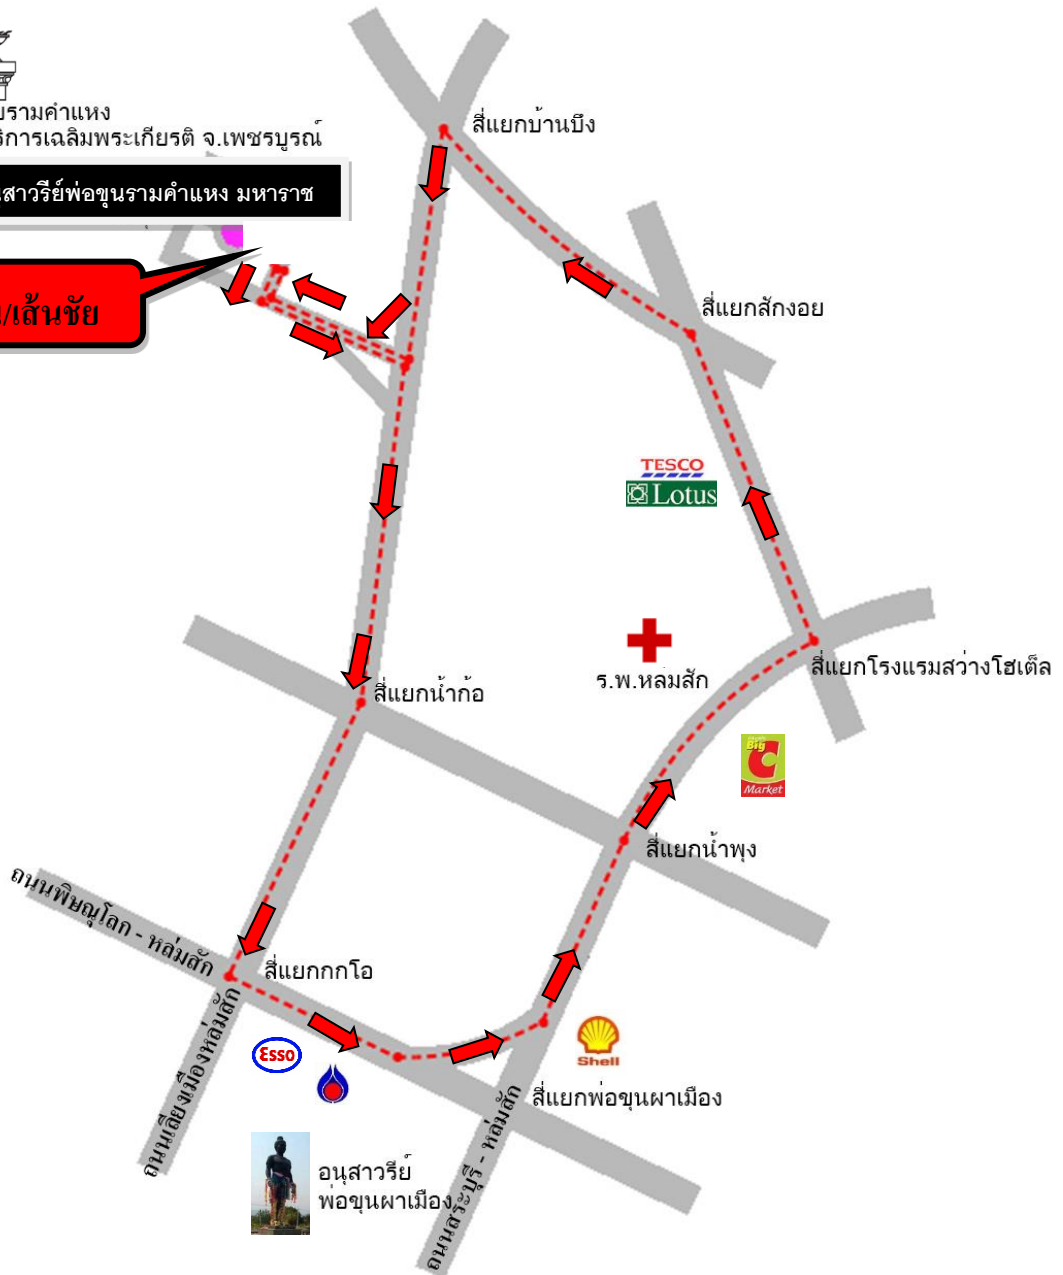 รามคำแหง
การเฉลิมพระเกียรติ จ.เพชรบูรณ์
สาวรีย์พ่อขุนรามคำแหง มหาราช
/เส้นชัย
สี่แยกบ้านบึง
สี่แยกสักงอย
TESCO
Lotus
ร.พ.หล่มสัก
สี่แยกโรงแรมสว่างโฮเต็ล
สี่แยกน้ำก้อ
Big
C
Market
สี่แยกน้ำพุง
ถนนพิษณุโลก - หล่มสัก
สี่แยกกกโอ
ถนนเลี่ยงเมืองหล่มสัก
Esso
Shell
สี่แยกพ่อขุนผาเมือง
ถนนสระบุรี - หล่มสัก
อนุสาวรีย์
พ่อขุนผาเมือง